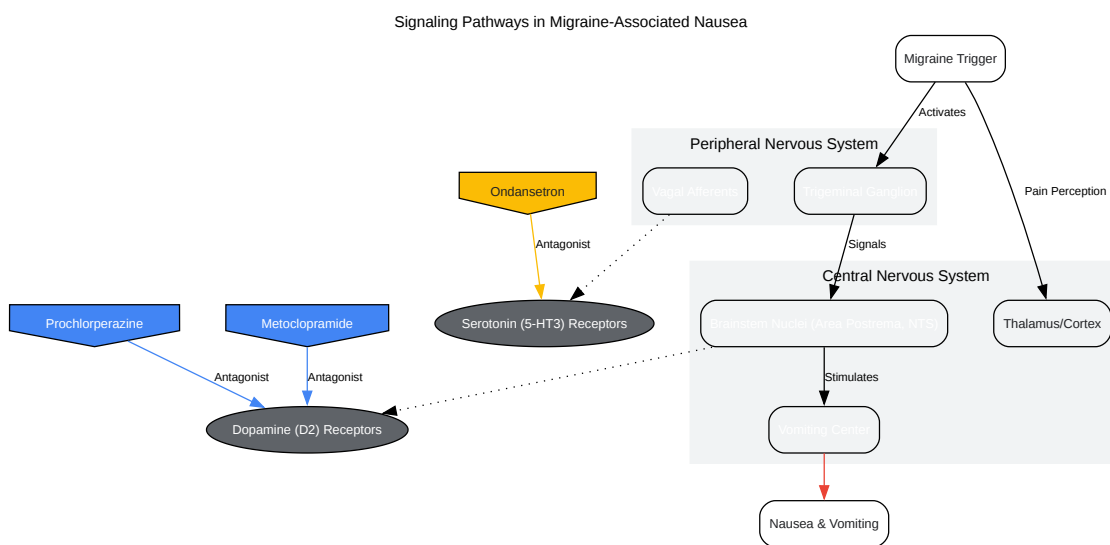 Signaling Pathways in Migraine-Associated Nausea
Migraine Trigger
Activates
Peripheral Nervous System
Pain Perception
Ondansetron
Vagal Afferents
Trigeminal Ganglion
Antagonist
Signals
Central Nervous System
Prochlorperazine
Metoclopramide
Serotonin (5-HT3) Receptors
Brainstem Nuclei (Area Postrema, NTS)
Thalamus/Cortex
Antagonist
Antagonist
Stimulates
Dopamine (D2) Receptors
Vomiting Center
Nausea & Vomiting